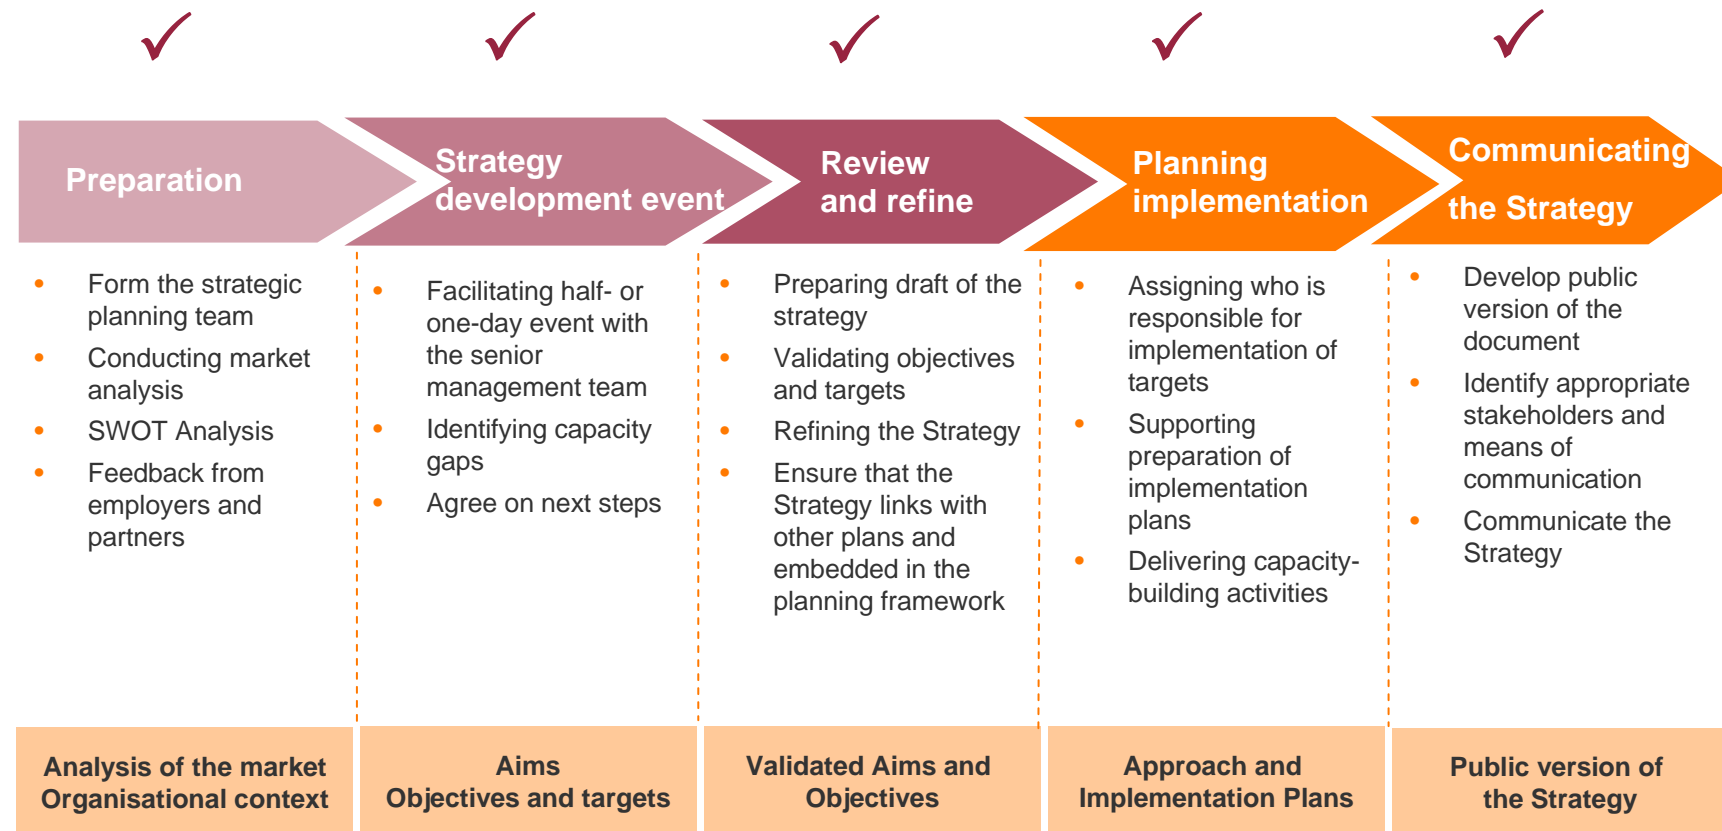 Preparation
Strategy
development event
Review
and refine
Planning
implementation
Communicating
the Strategy
• Form the strategic
planning team
• Conducting market
analysis
• SWOT Analysis
• Feedback from
employers and
partners
• Facilitating half- or
one-day event with
the senior
management team
• Identifying capacity
gaps
• Agree on next steps
• Preparing draft of the
strategy
• Validating objectives
and targets
• Refining the Strategy
• Ensure that the
Strategy links with
other plans and
embedded in the
planning framework
• Assigning who is
responsible for
implementation of
targets
• Supporting
preparation of
implementation
plans
• Delivering capacity-
building activities
• Develop public
version of the
document
• Identify appropriate
stakeholders and
means of
communication
• Communicate the
Strategy
Analysis of the market
Organisational context
Aims
Objectives and targets
Validated Aims and
Objectives
Approach and
Implementation Plans
Public version of
the Strategy